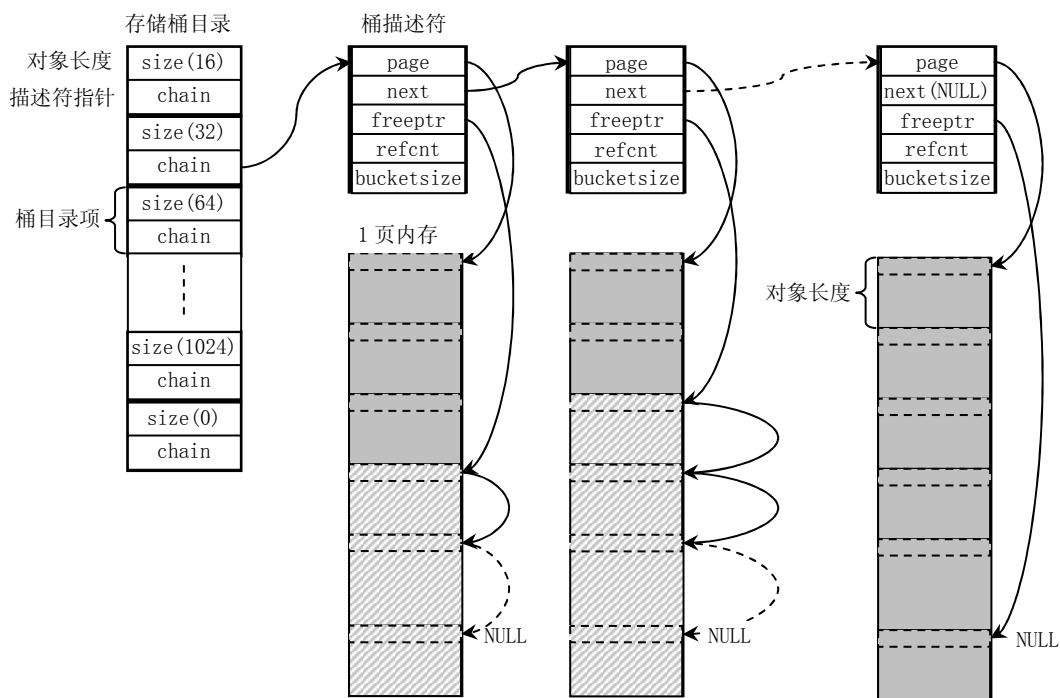 存储桶目录
对象长度
size(16)
描述符指针
chain
size(32)
chain
桶目录项
size(64)
chain
size(1024)
chain
size(0)
chain
桶描述符
page
next
freeptr
refcnt
bucketsize
page
next
freeptr
refcnt
bucketsize
page
next(NULL)
freeptr
refcnt
bucketsize
1 页内存
NULL
NULL
对象长度
NULL